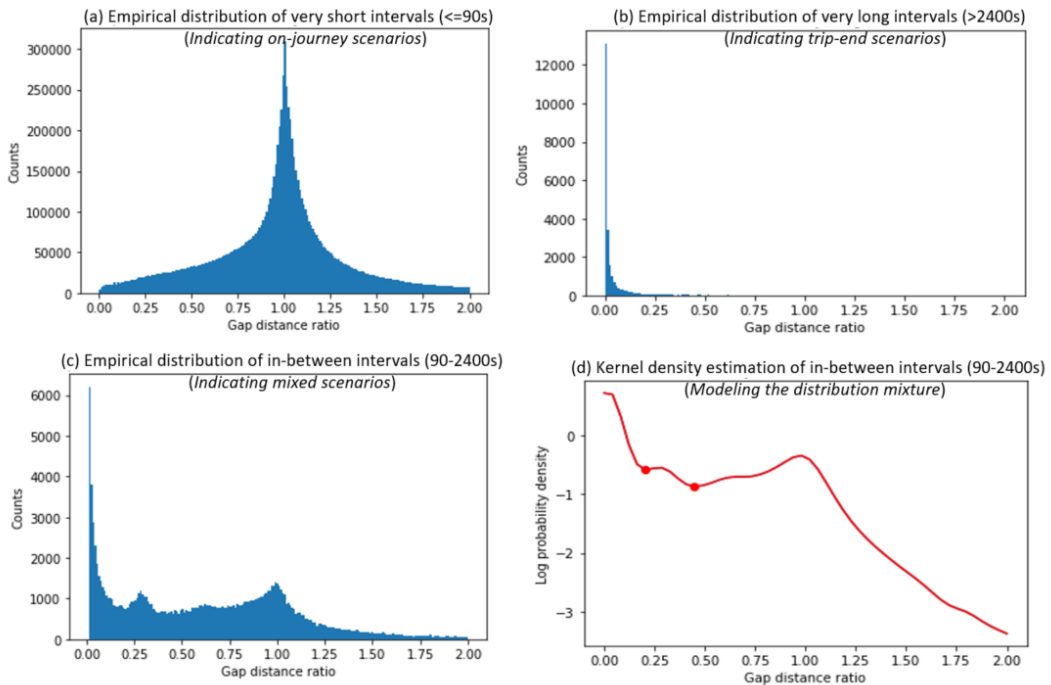 (a) Empirical distribution of very short intervals (<=90s)
(Indicating on-journey scenarios)
300000
250000
200000
150000
100000
50000
0
Counts
0.00 0.25 0.50 0.75 1.00 1.25 1.50 1.75 2.00
Gap distance ratio
(b) Empirical distribution of very long intervals (>2400s)
(Indicating trip-end scenarios)
12000
10000
8000
6000
4000
2000
0
Counts
0.00 0.25 0.50 0.75 1.00 1.25 1.50 1.75 2.00
Gap distance ratio
(c) Empirical distribution of in-between intervals (90-2400s)
(Indicating mixed scenarios)
6000
5000
4000
3000
2000
1000
0
Counts
0.00 0.25 0.50 0.75 1.00 1.25 1.50 1.75 2.00
Gap distance ratio
(d) Kernel density estimation of in-between intervals (90-2400s)
(Modeling the distribution mixture)
0
−1
−2
−3
Log probability density
0.00 0.25 0.50 0.75 1.00 1.25 1.50 1.75 2.00
Gap distance ratio